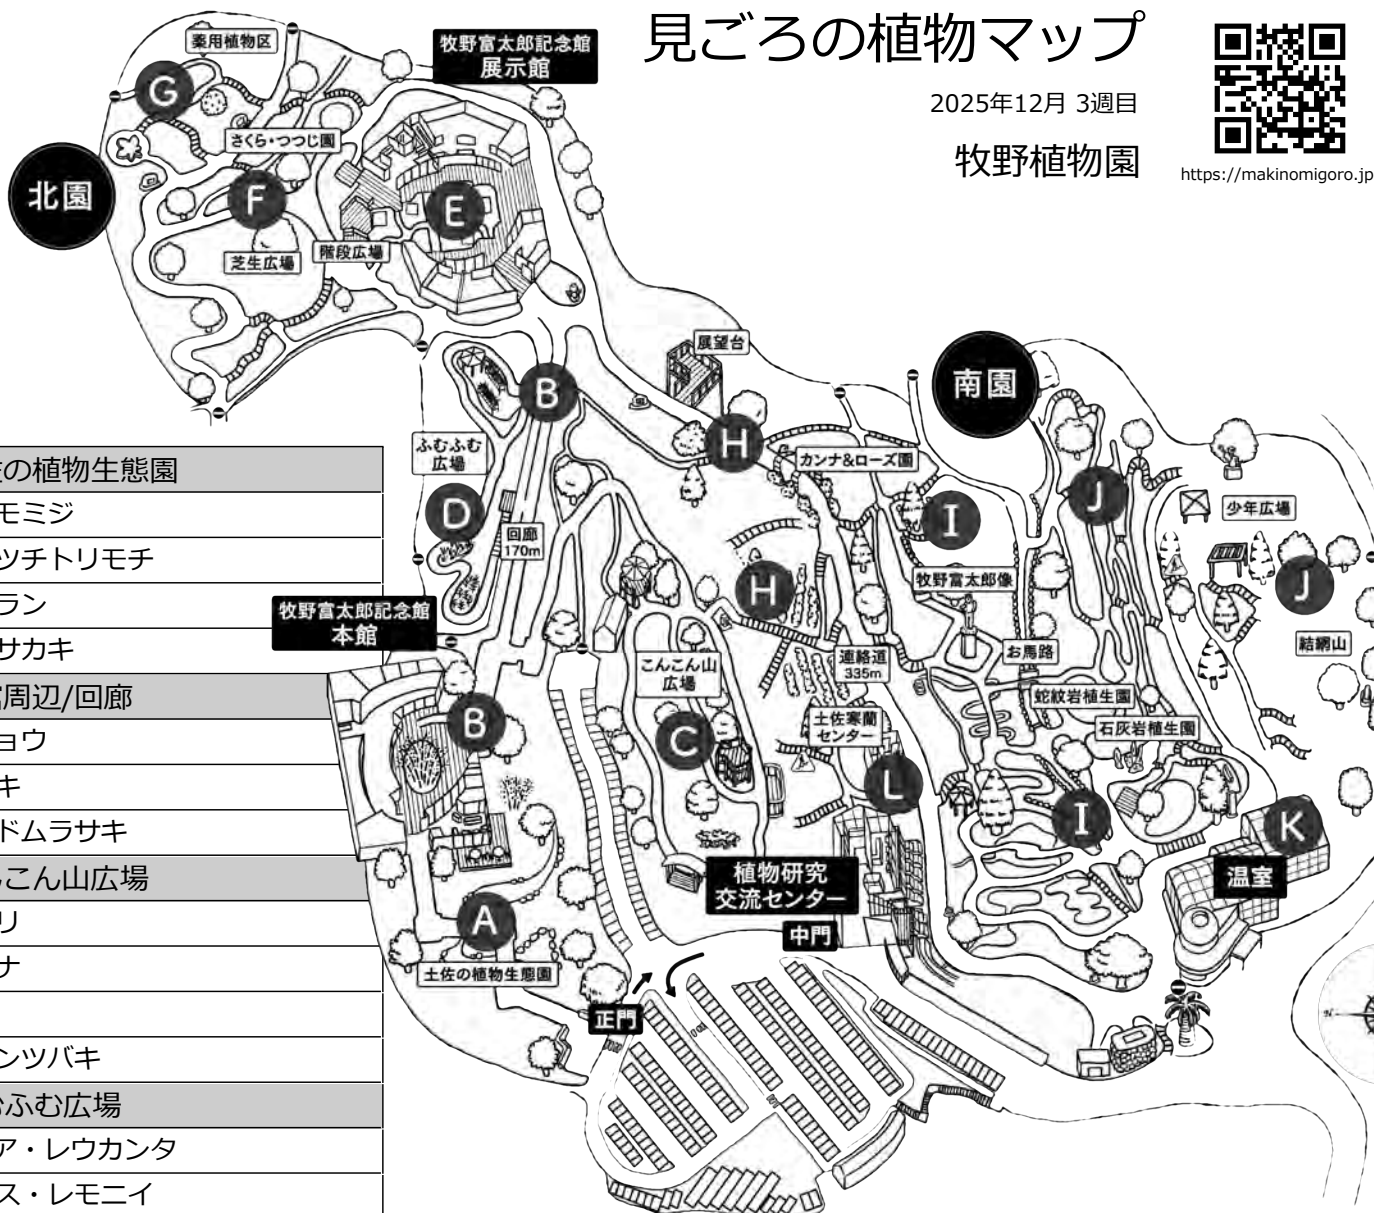 見ごろの植物マップ
2025年12月 3週目
牧野植物園
https://makinomigoro.jp
薬用植物区
牧野富太郎記念館
展示館
G
さくら・つつじ園
北園
F
E
芝生広場
階段広場
展望台
南園
B
ふむふむ
広場
H
カンナ&ローズ園
J
D
回廊
170m
I
少年広場
牧野富太郎像
H
J
牧野富太郎記念館
本館
こんこん山
広場
連絡道
335m
お馬路
結網山
蛇紋岩植生園
B
土佐寒蘭
センター
石灰岩植生園
C
L
I
K
植物研究
交流センター
温室
A
中門
土佐の植物生態園
正門
の植物生態園
モミジ
ツチトリモチ
ラン
サカキ
周辺/回廊
ョウ
キ
ドムラサキ
こん山広場
リ
ナ
ンツバキ
ふむ広場
ア・レウカンタ
ス・レモニイ